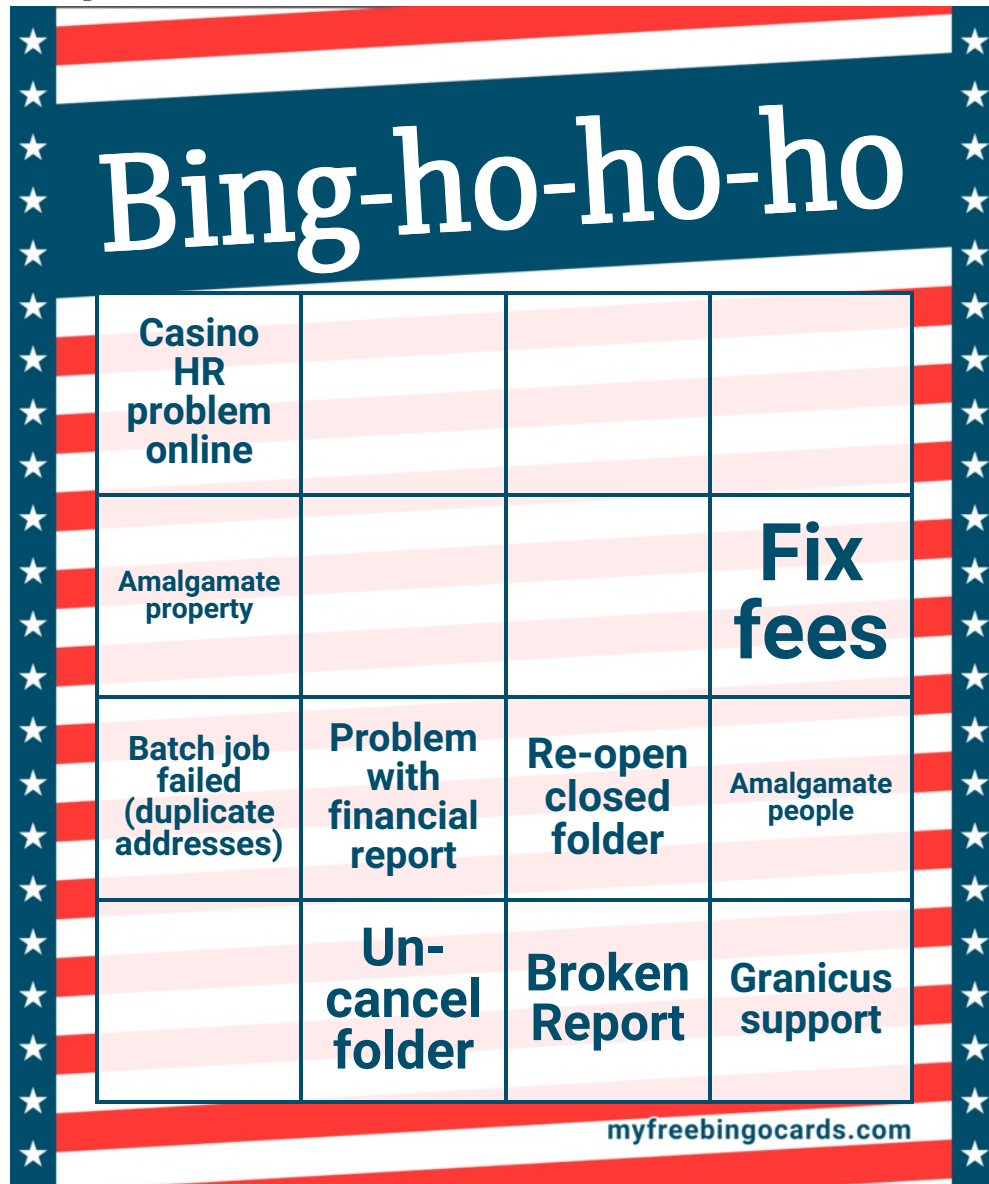 Bing-ho-ho-ho
Casino
HR
problem
online
Amalgamate
property
Fix
fees
Batch job
failed
(duplicate
addresses)
Problem
with
financial
report
Re-open
closed
folder
Amalgamate
people
Un-
cancel
folder
Broken
Report
Granicus
support
myfreebingocards.com